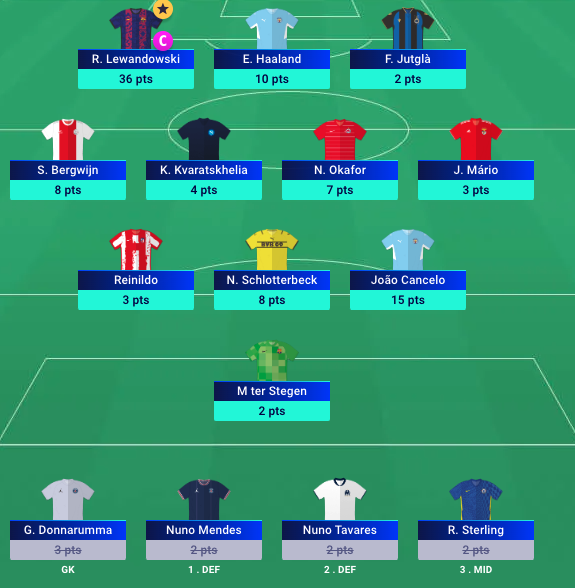 C
R. Lewandowski E. Haaland F. Jutglà
36 pts 10 pts 2 pts
S. Bergwijn K. Kvaratskhelia N. Okafor J. Mário
8 pts 4 pts 7 pts 3 pts
Reinildo N. Schlotterbeck João Cancelo
3 pts 8 pts 15 pts
M ter Stegen
2 pts
G. Donnarumma Nuno Mendes Nuno Tavares R. Sterling
3 pts 2 pts 2 pts 2 pts
GK 1 . DEF 2 . DEF 3 . MID